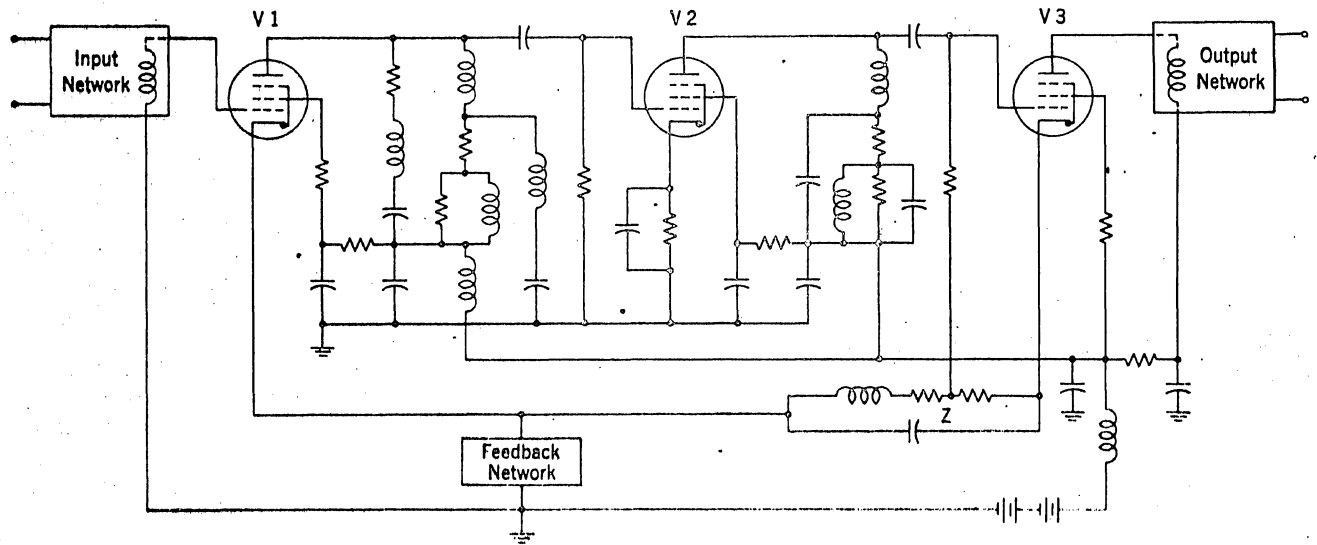 V 1
V 2
V 3
Input
Network
Output
Network
Z
Feedback
Network